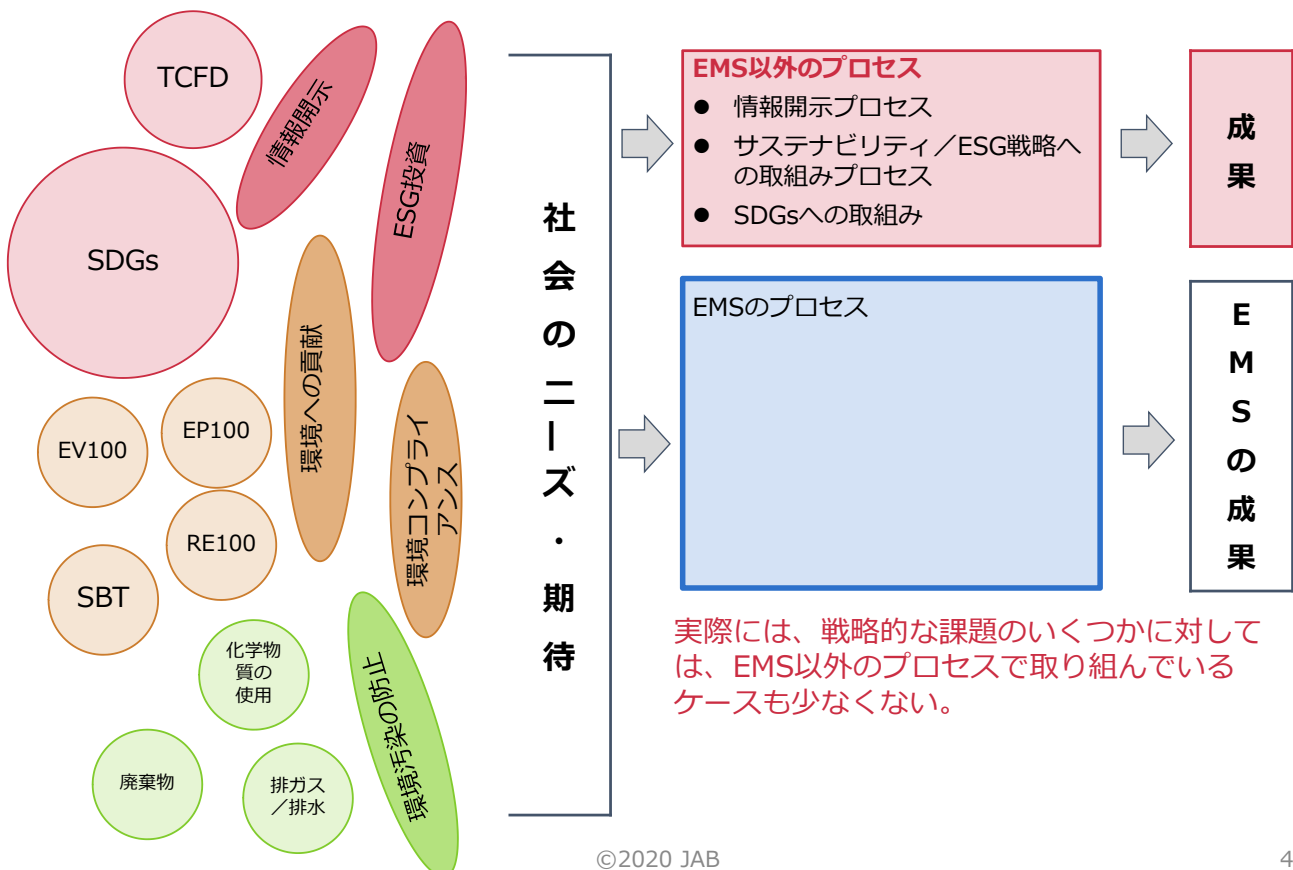 TCFD
情報開示
ESG投資
SDGs
環境への貢献
EV100
EP100
RE100
SBT
環境コンプライ
アンス
化学物
質の
使用
廃棄物
排ガス
／排水
環境汚染の防止
社会のニーズ・期待
EMS以外のプロセス
● 情報開示プロセス
● サステナビリティ／ESG戦略へ
の取組みプロセス
● SDGsへの取組み
成果
EMSのプロセス
EMSの成果
実際には、戦略的な課題のいくつかに対して
は、EMS以外のプロセスで取り組んでいる
ケースも少なくない。
©2020 JAB
4